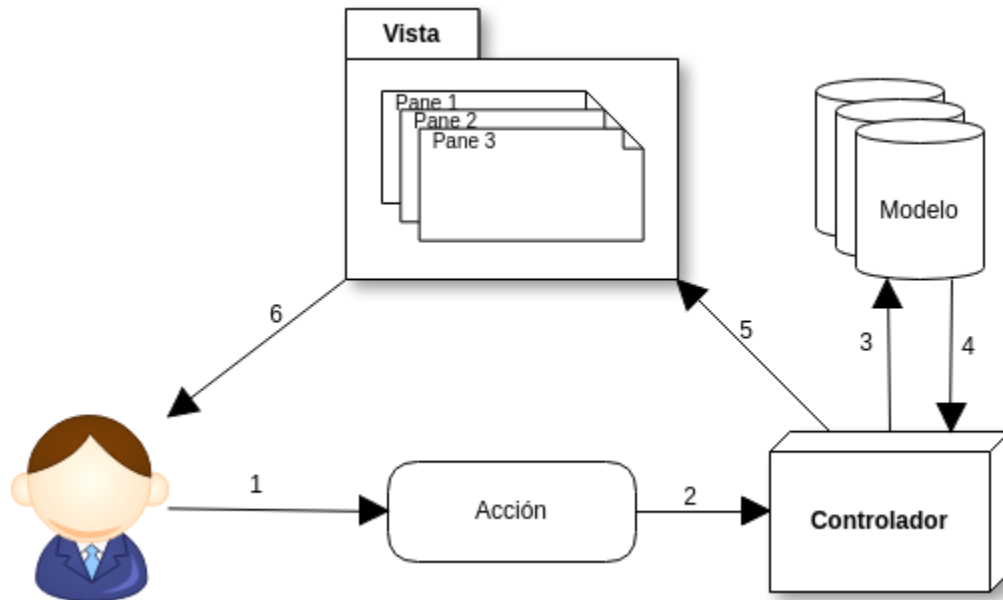 Vista
Pane 1
Pane 2
Pane 3
Modelo
6
5
3
4
1
Acción
2
Controlador